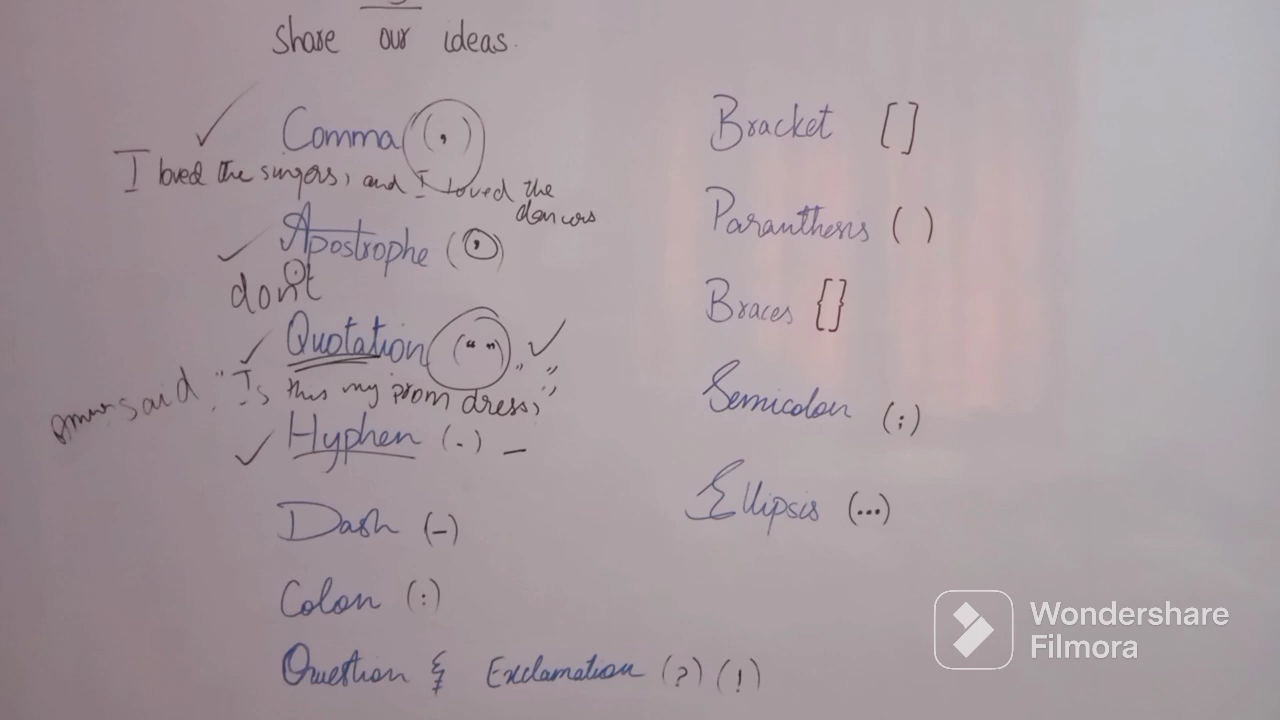 share our ideas.
Comma (,)
I loved the singers, and I loved the
dancers
Apostrophe (')
don't
Quotation (“ ”)
said, "Is this my prom dress,"
Hyphen (-) –
Dash (–)
Colon (:)
Question & Exclamation (?) (!)
Bracket []
Paranthesis ( )
Braces {}
Semicolon (;)
Ellipsis (...)
Wondershare
Filmora